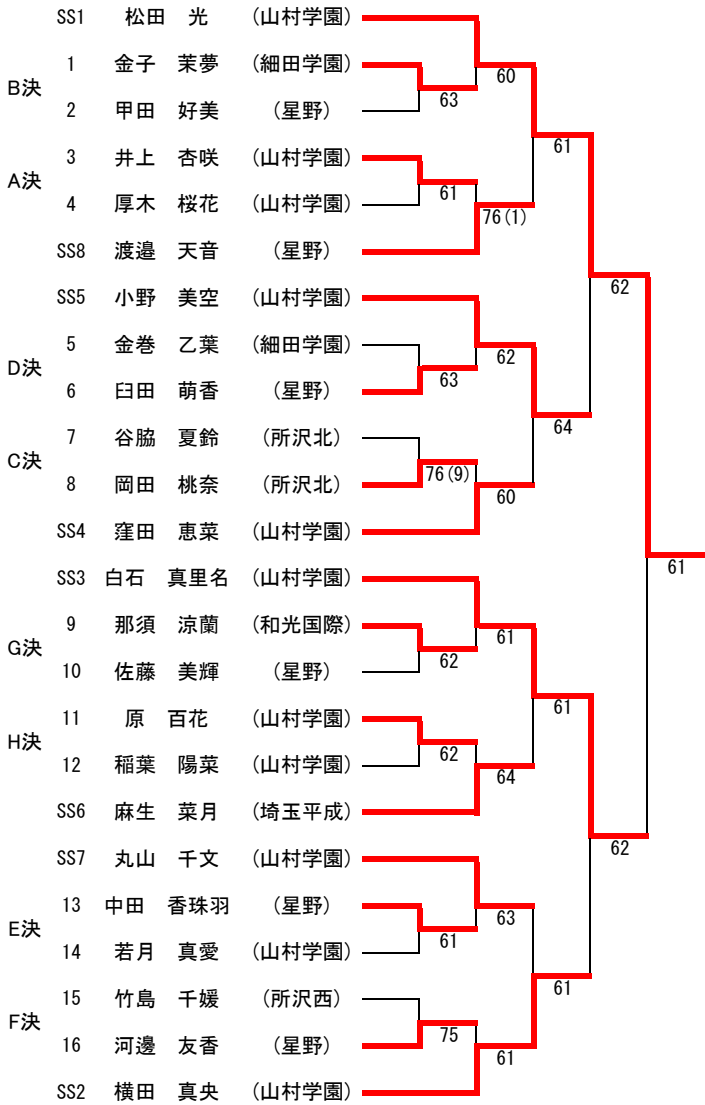 SS1 松田 光 (山村学園)
1 金子 茉夢 (細田学園) 60
B決 63
2 甲田 好美 (星野)
61
3 井上 杏咲 (山村学園)
A決 61
4 厚木 桜花 (山村学園) 76(1)
SS8 渡邉 天音 (星野)
62
SS5 小野 美空 (山村学園)
5 金巻 乙葉 (細田学園) 62
D決 63
6 臼田 萌香 (星野)
64
7 谷脇 夏鈴 (所沢北)
C決 76(9)
8 岡田 桃奈 (所沢北) 60
SS4 窪田 恵菜 (山村学園)
61
SS3 白石 真里名 (山村学園)
9 那須 涼蘭 (和光国際) 61
G決 62
10 佐藤 美輝 (星野)
61
11 原 百花 (山村学園)
H決 62
12 稲葉 陽菜 (山村学園) 64
SS6 麻生 菜月 (埼玉平成)
62
SS7 丸山 千文 (山村学園)
13 中田 香珠羽 (星野) 63
E決 61
14 若月 真愛 (山村学園)
61
15 竹島 千媛 (所沢西)
F決 75
16 河邊 友香 (星野) 61
SS2 横田 真央 (山村学園)